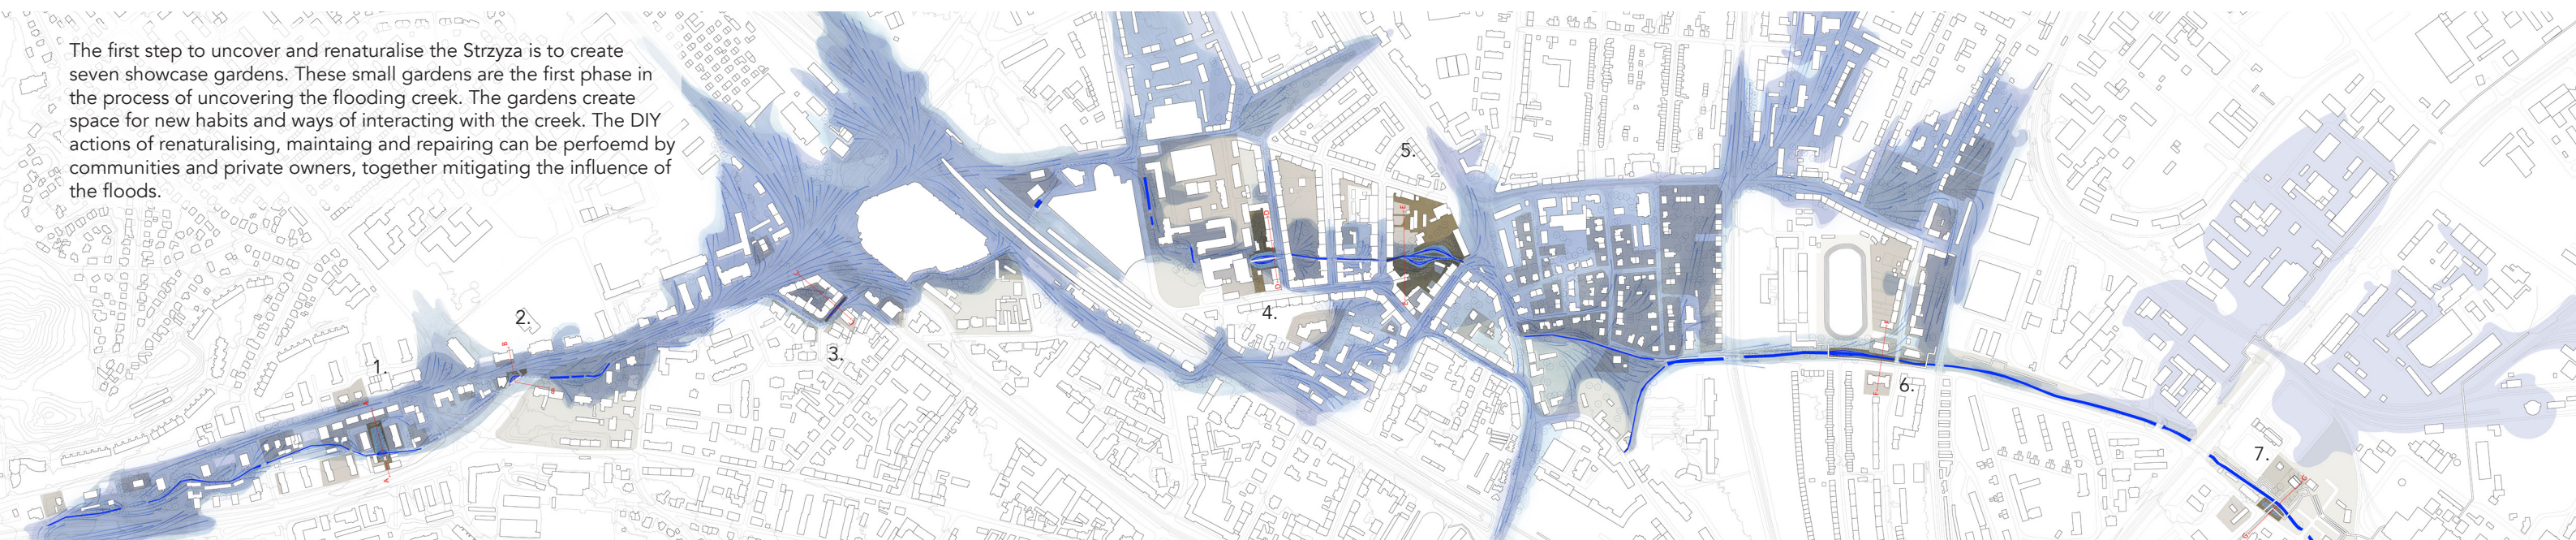 The first step to uncover and renaturalise the Strzyza is to create
seven showcase gardens. These small gardens are the first phase in
the process of uncovering the flooding creek. The gardens create
space for new habits and ways of interacting with the creek. The DIY
actions of renaturalising, maintaing and repairing can be perfoemd by
communities and private owners, together mitigating the influence of
the floods.
1.
2.
3.
4.
5.
6.
7.
A
A
B
B
D
D
E
E
F
F
G
G